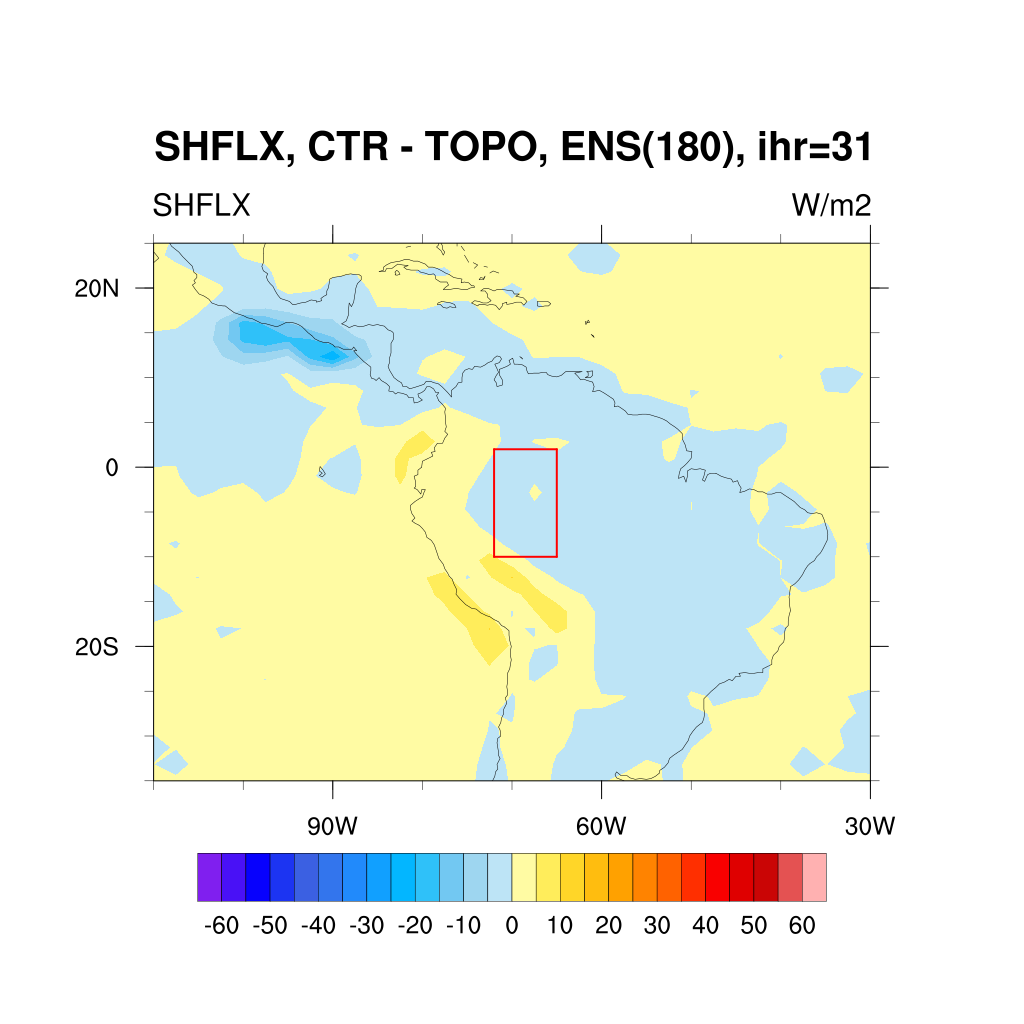 SHFLX, CTR - TOPO, ENS(180), ihr=31
SHFLX W/m2
20N
0
20S
90W 60W 30W
-60 -50 -40 -30 -20 -10 0 10 20 30 40 50 60